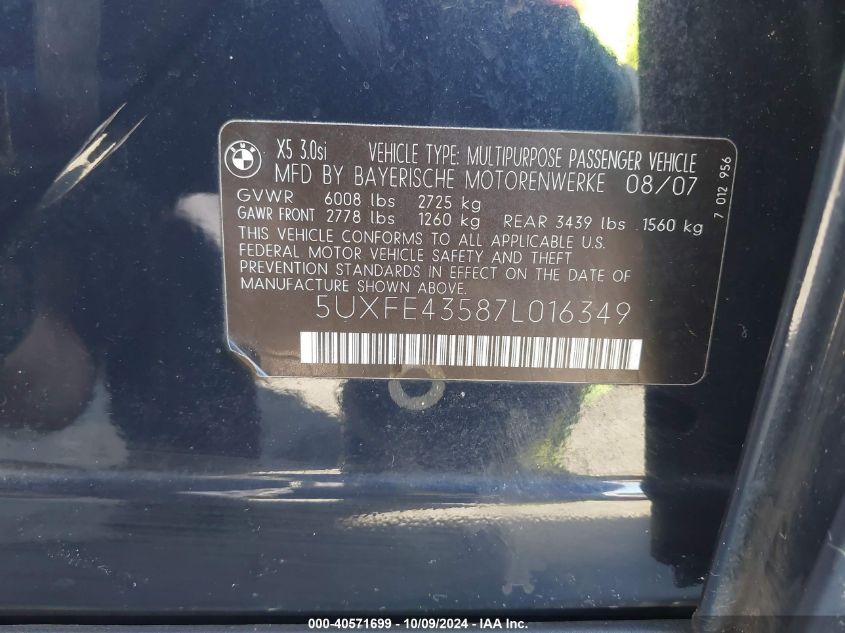 BMW
X5 3.0si VEHICLE TYPE: MULTIPURPOSE PASSENGER VEHICLE
MFD BY BAYERISCHE MOTORENWERKE 08/07
GVWR 6008 lbs 2725 kg
GAWR FRONT 2778 lbs 1260 kg REAR 3439 lbs 1560 kg
THIS VEHICLE CONFORMS TO ALL APPLICABLE U.S.
FEDERAL MOTOR VEHICLE SAFETY AND THEFT
PREVENTION STANDARDS IN EFFECT ON THE DATE OF
MANUFACTURE SHOWN ABOVE.
5UXFE43587L016349
7 012 956
000-40571699 - 10/09/2024 - IAA Inc.